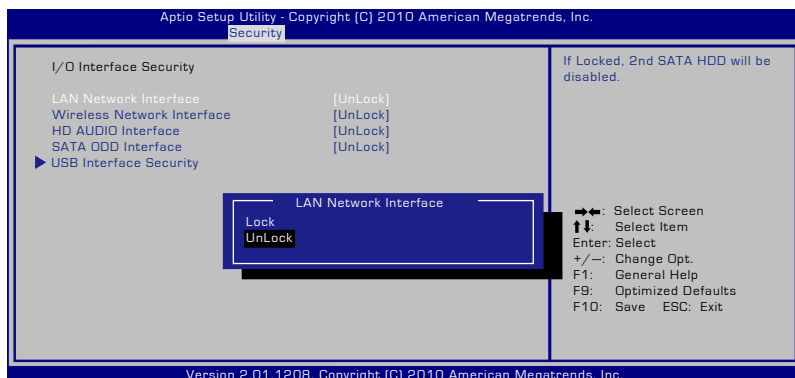 Aptio Setup Utility - Copyright (C) 2010 American Megatrends, Inc.
Security
I/O Interface Security
LAN Network Interface [UnLock]
Wireless Network Interface [UnLock]
HD AUDIO Interface [UnLock]
SATA ODD Interface [UnLock]
USB Interface Security
If Locked, 2nd SATA HDD will be
disabled.
LAN Network Interface
Lock
UnLock
→←: Select Screen
↑↓: Select Item
Enter: Select
+/—: Change Opt.
F1: General Help
F9: Optimized Defaults
F10: Save ESC: Exit
Version 2.01.1208. Copyright (C) 2010 American Megatrends, Inc.